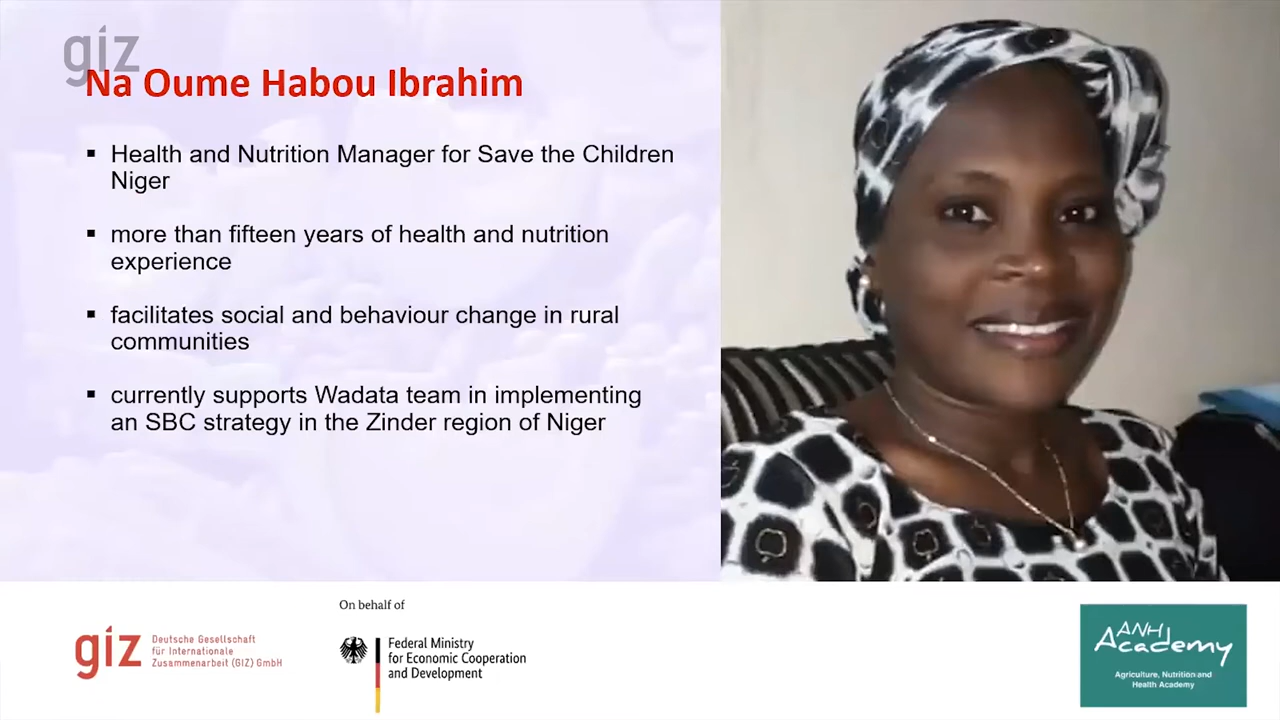 giz
Na Oume Habou Ibrahim
▪ Health and Nutrition Manager for Save the Children
Niger
▪ more than fifteen years of health and nutrition
experience
▪ facilitates social and behaviour change in rural
communities
▪ currently supports Wadata team in implementing
an SBC strategy in the Zinder region of Niger
On behalf of
giz
Deutsche Gesellschaft
für Internationale
Zusammenarbeit (GIZ) GmbH
Federal Ministry
for Economic Cooperation
and Development
ANH
Academy
Agriculture, Nutrition and
Health Academy